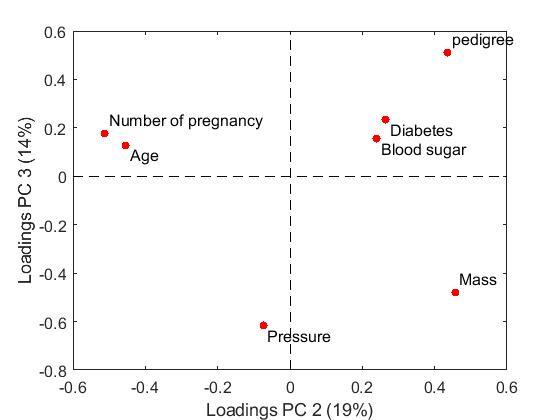 0.6
pedigree
0.4
Number of pregnancy
0.2
Diabetes
Blood sugar
Age
0
-0.2
Mass
-0.4
-0.6
Pressure
-0.8
-0.6 -0.4 -0.2 0 0.2 0.4 0.6
Loadings PC 2 (19%)
Loadings PC 3 (14%)